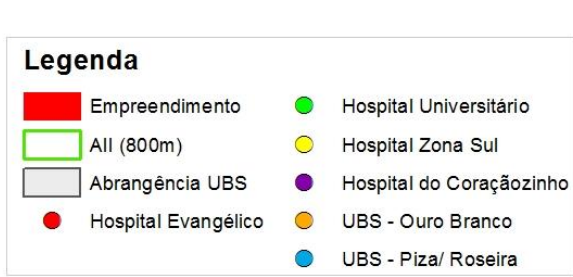 Legenda
Empreendimento
AII (800m)
Abrangência UBS
Hospital Evangélico
Hospital Universitário
Hospital Zona Sul
Hospital do Coraçãozinho
UBS - Ouro Branco
UBS - Piza/ Roseira